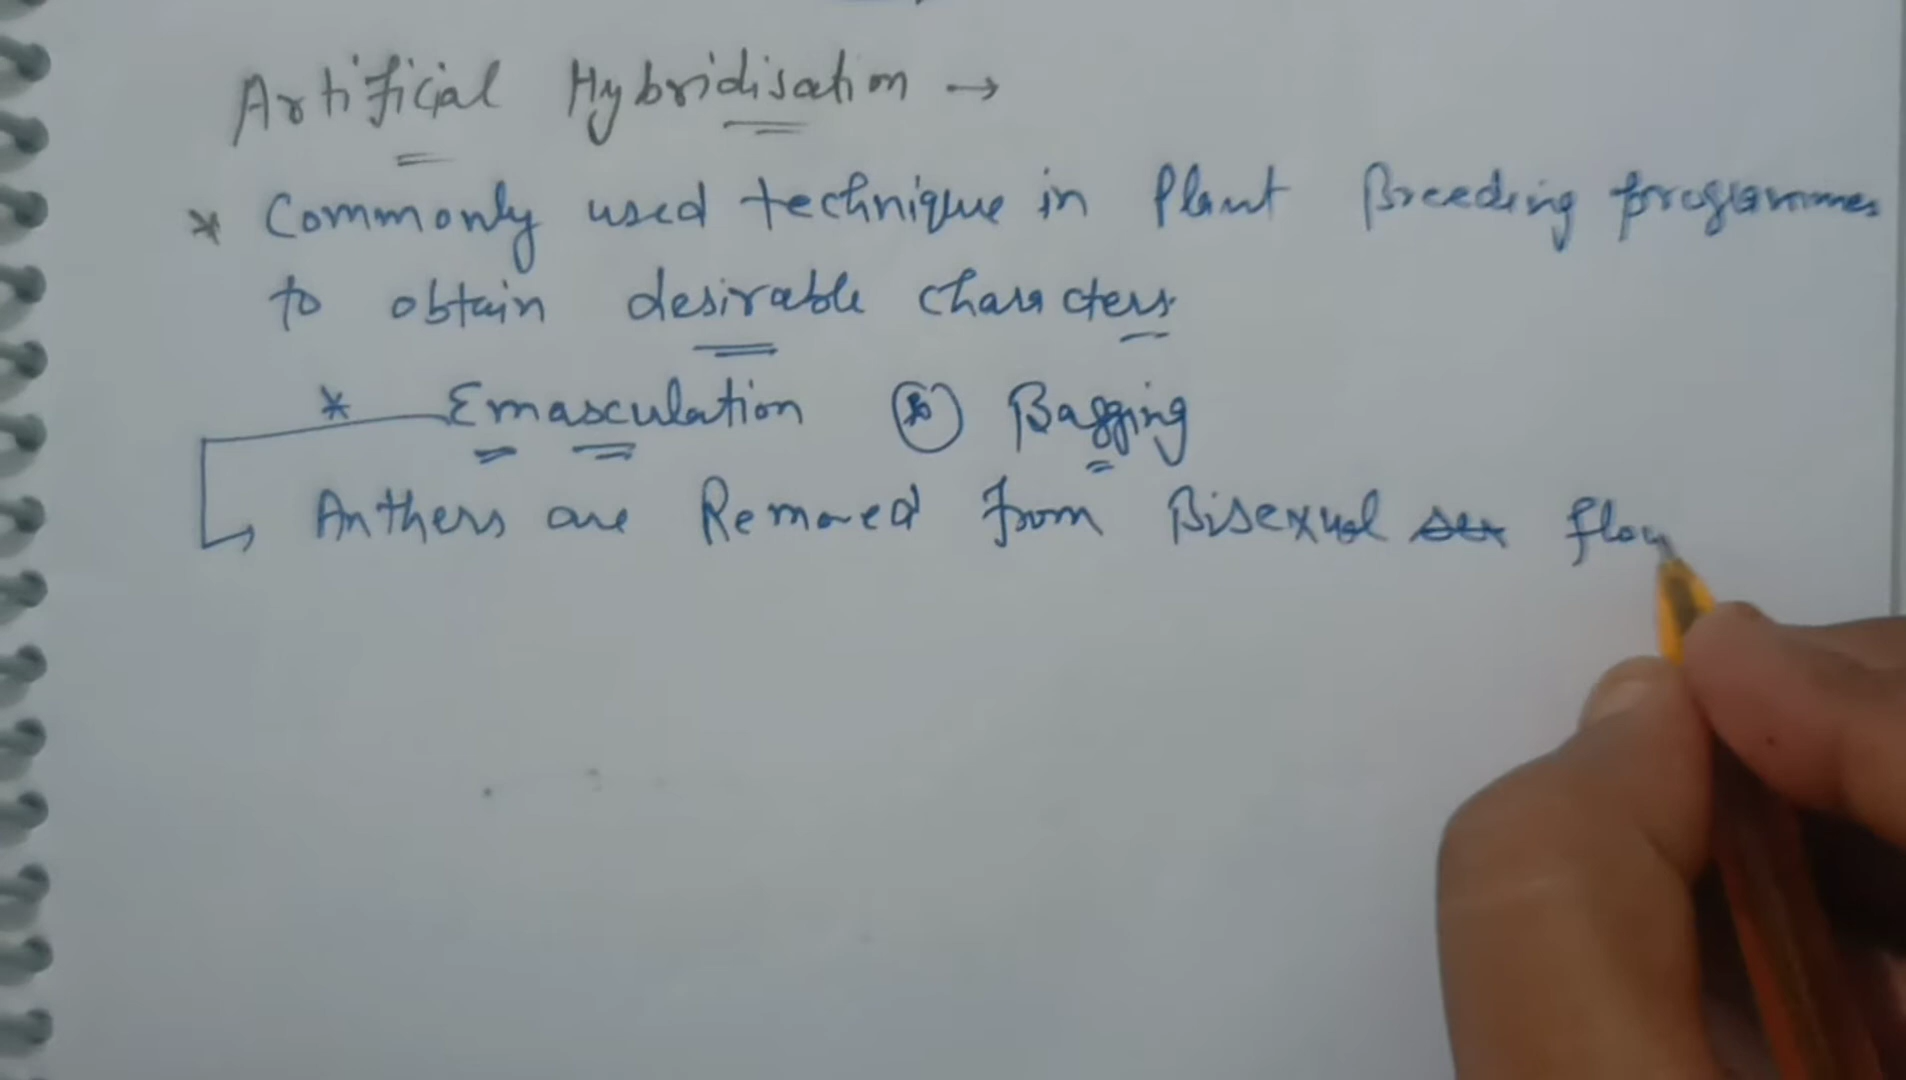 Artificial Hybridisation →
* Commonly used technique in Plant Breeding programmes
to obtain desirable characters.
* Emasculation Bagging
Anthers are Removed from Bisexual flow